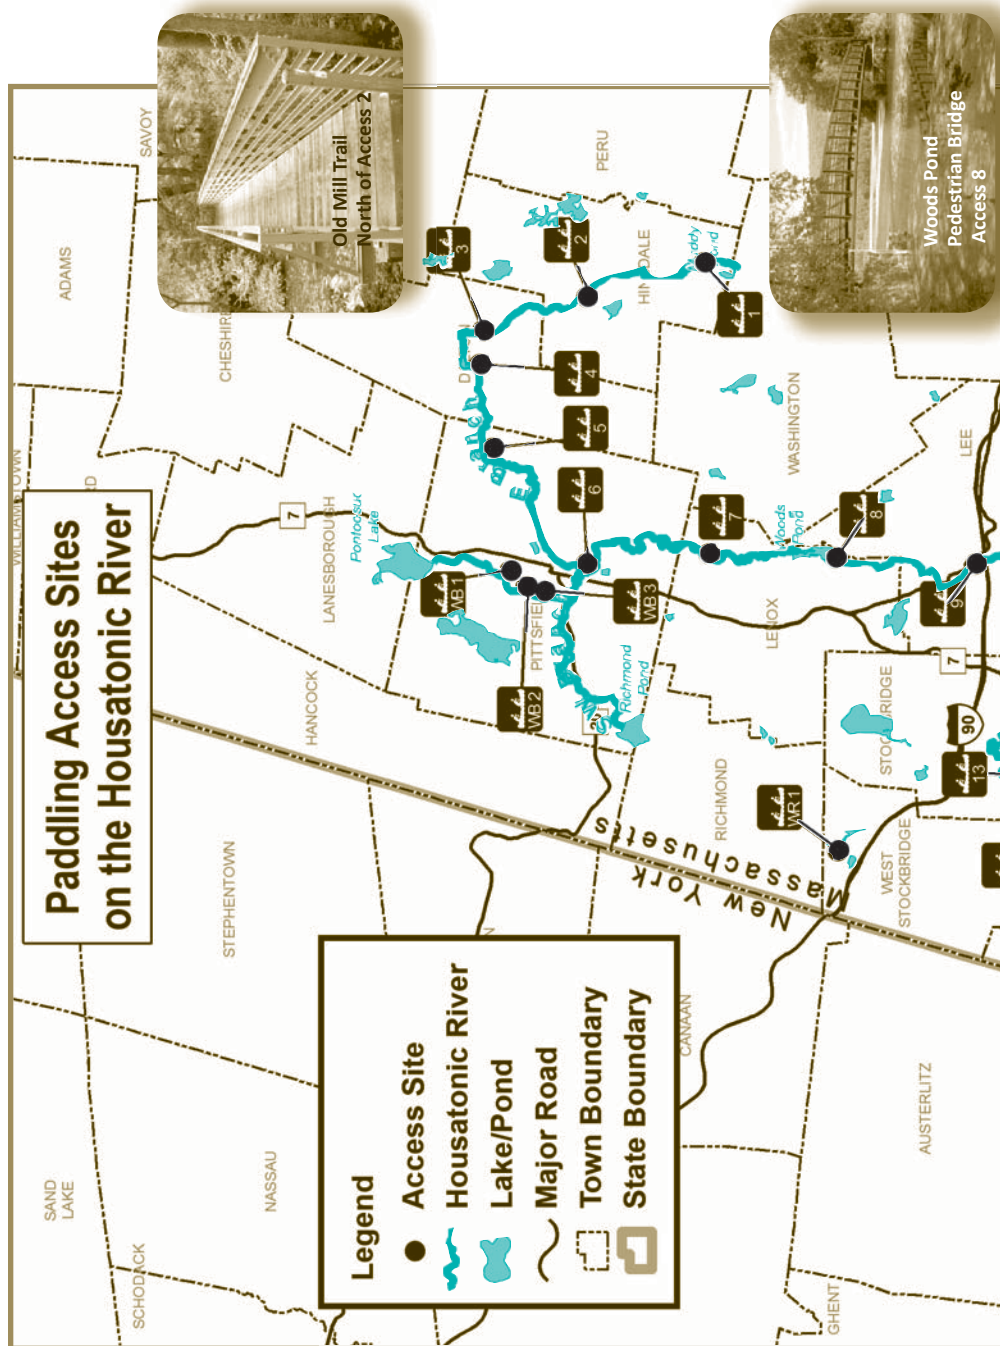 Paddling Access Sites
on the Housatonic River
Old Mill Trail
North of Access 2
Woods Pond
Pedestrian Bridge
Access 8
Legend
Access Site
Housatonic River
Lake/Pond
Major Road
Town Boundary
State Boundary
SAVOY
ADAMS
CHESHIRE
PERU
HINSDALE
WASHINGTON
LEE
LANESBOROUGH
HANCOCK
PITTSFIELD
LENOX
RICHMOND
STOCKBRIDGE
WEST
STOCKBRIDGE
STEPHENTOWN
CANAAN
AUSTERLITZ
NASSAU
SAND
LAKE
SCHODACK
GHENT
New York
Massachusetts
Pontoosuc
Lake
Richmond
Pond
Woods
Pond
Muddy
Pond
1
2
3
4
5
6
7
8
9
13
WB1
WB2
WB3
WR1
7
7
90